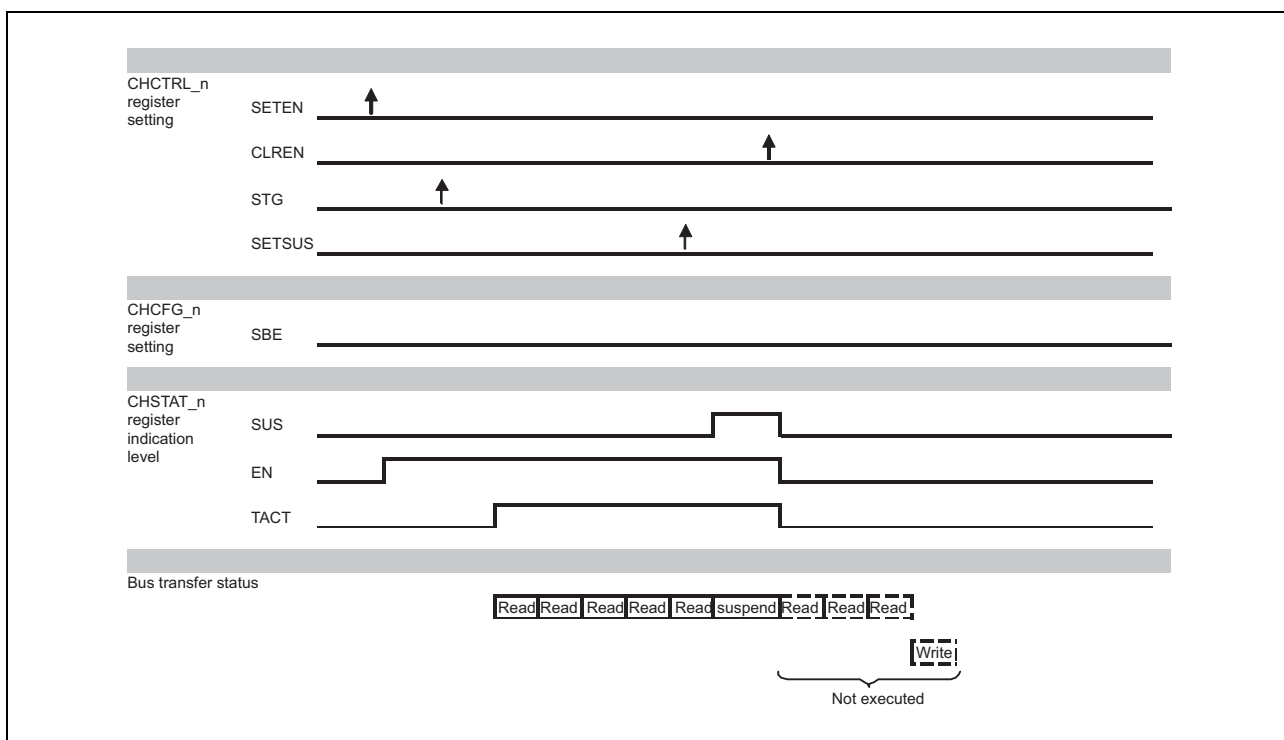 CHCTRL_n
register
setting
SETEN
CLREN
STG
SETSUS
CHCFG_n
register
setting
SBE
CHSTAT_n
register
indication
level
SUS
EN
TACT
Bus transfer status
Read Read Read Read Read suspend Read Read Read
Write
Not executed